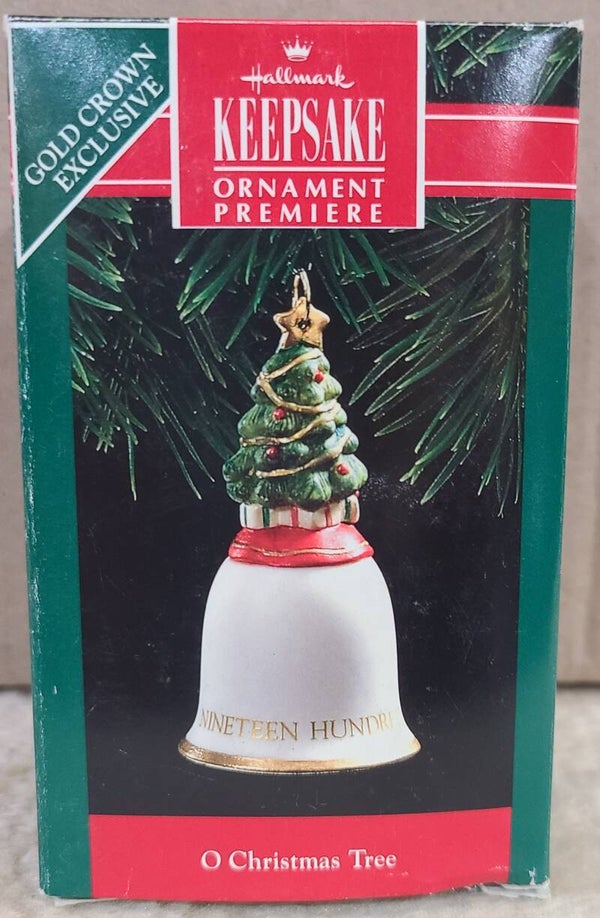 GOLD CROWN
EXCLUSIVE
Hallmark
KEEPSAKE
ORNAMENT
PREMIERE
NINETEEN HUNDR
O Christmas Tree